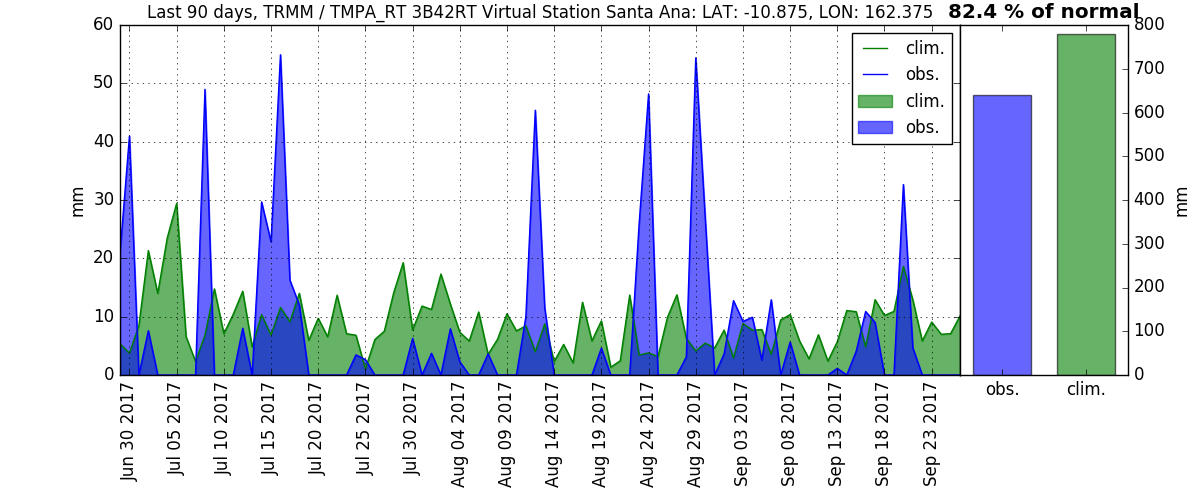 Last 90 days, TRMM / TMPA_RT 3B42RT Virtual Station Santa Ana: LAT: -10.875, LON: 162.375
82.4 % of normal
60
50
40
30
20
10
0
mm
clim.
obs.
clim.
obs.
800
700
600
500
400
300
200
100
0
mm
obs.
clim.
Jun 30 2017
Jul 05 2017
Jul 10 2017
Jul 15 2017
Jul 20 2017
Jul 25 2017
Jul 30 2017
Aug 04 2017
Aug 09 2017
Aug 14 2017
Aug 19 2017
Aug 24 2017
Aug 29 2017
Sep 03 2017
Sep 08 2017
Sep 13 2017
Sep 18 2017
Sep 23 2017